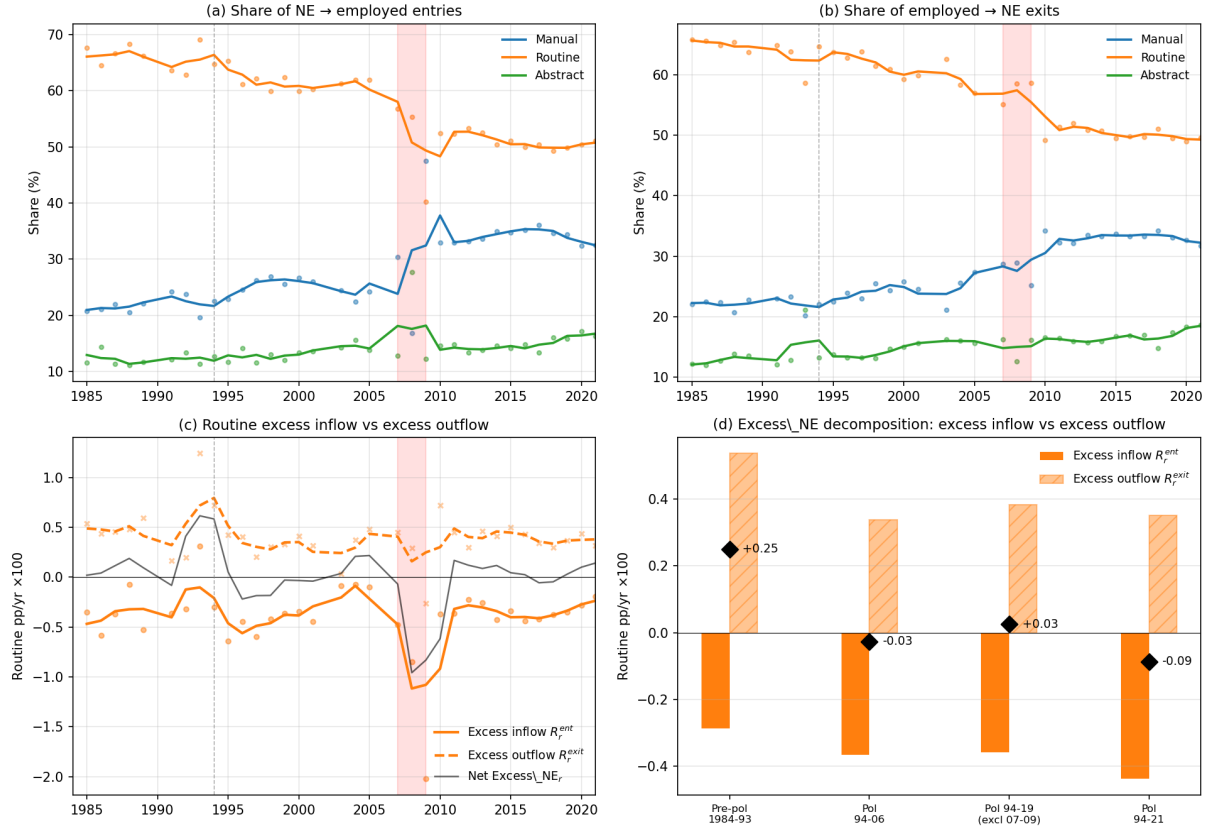 (a) Share of NE → employed entries
Share (%)
70
60
50
40
30
20
10
Manual
Routine
Abstract
1985 1990 1995 2000 2005 2010 2015 2020
(b) Share of employed → NE exits
Share (%)
60
50
40
30
20
10
Manual
Routine
Abstract
1985 1990 1995 2000 2005 2010 2015 2020
(c) Routine excess inflow vs excess outflow
Routine pp/yr ×100
1.0
0.5
0.0
−0.5
−1.0
−1.5
−2.0
Excess inflow R_r^{ent}
Excess outflow R_r^{exit}
Net Excess\_NE_r
1985 1990 1995 2000 2005 2010 2015 2020
(d) Excess\_NE decomposition: excess inflow vs excess outflow
Routine pp/yr ×100
0.4
0.2
0.0
−0.2
−0.4
Excess inflow R_r^{ent}
Excess outflow R_r^{exit}
+0.25
-0.03
+0.03
-0.09
Pre-pol
1984-93
Pol
94-06
Pol 94-19
(excl 07-09)
Pol
94-21